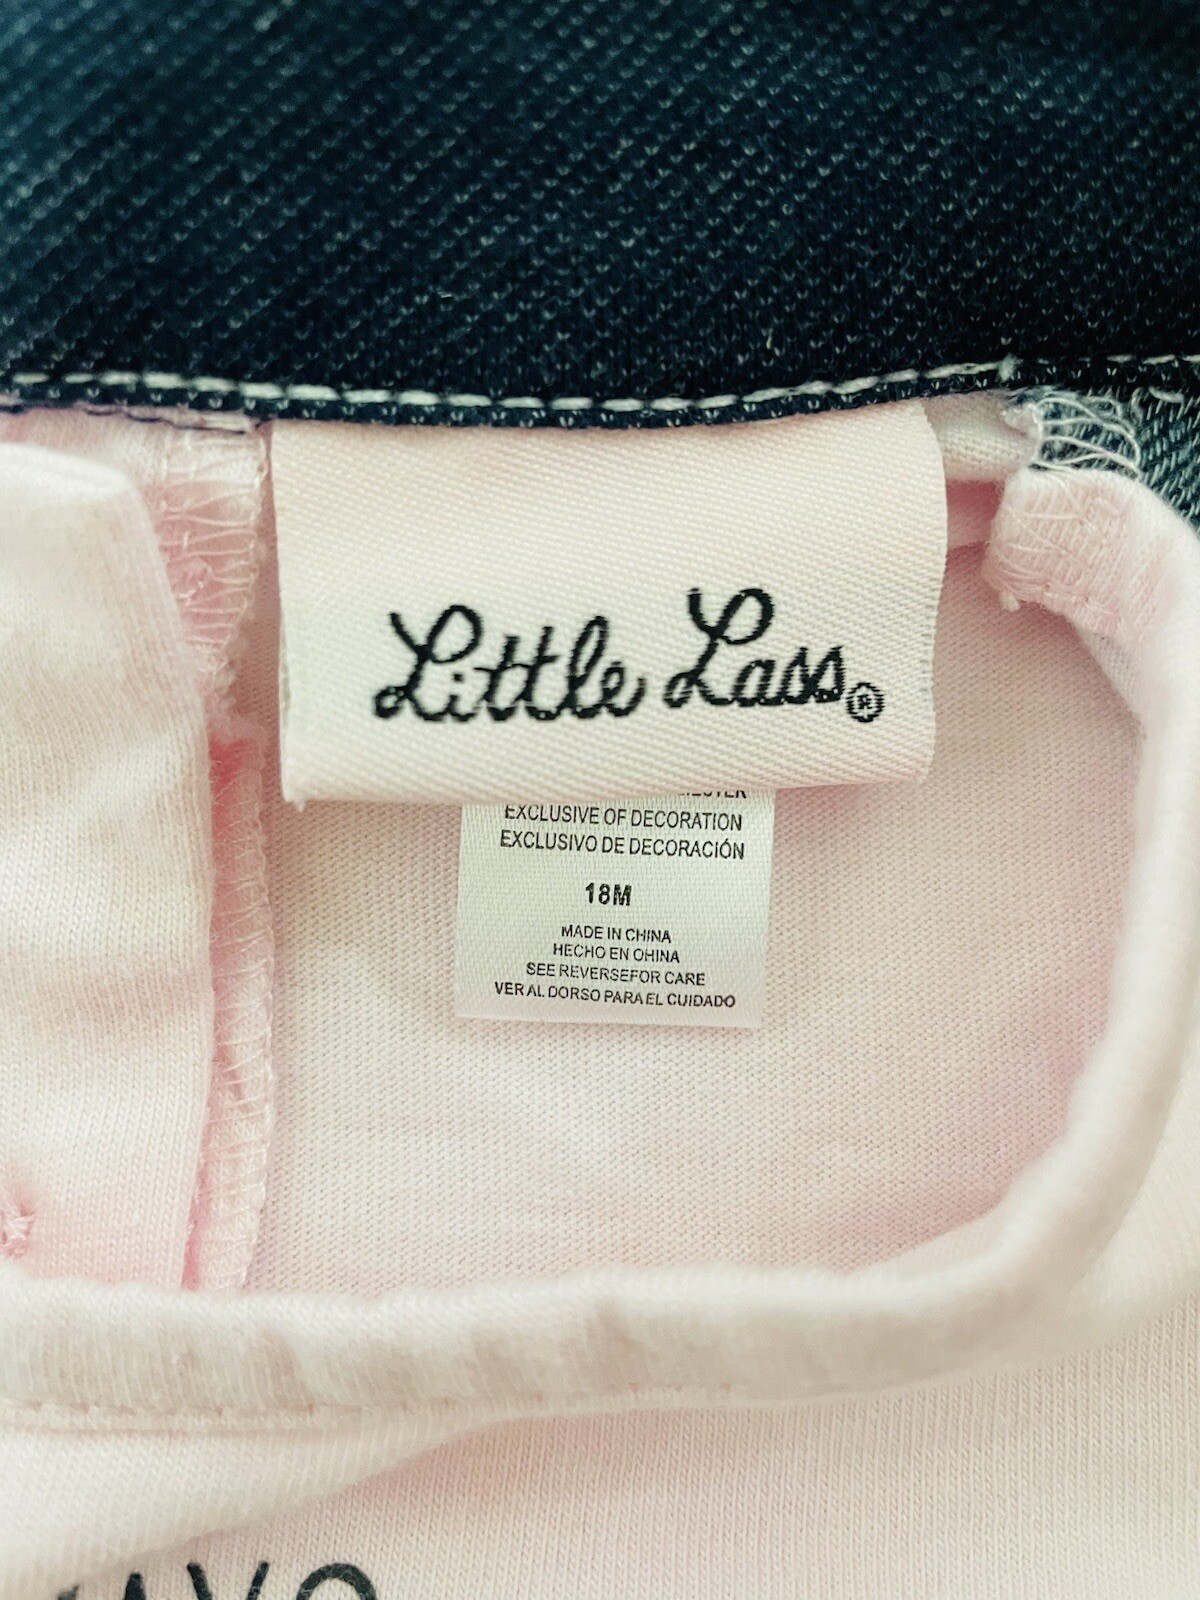 Little Lass®
EXCLUSIVE OF DECORATION
EXCLUSIVO DE DECORACIÓN
18M
MADE IN CHINA
HECHO EN OHINA
SEE REVERSEFOR CARE
VER AL DORSO PARA EL CUIDADO